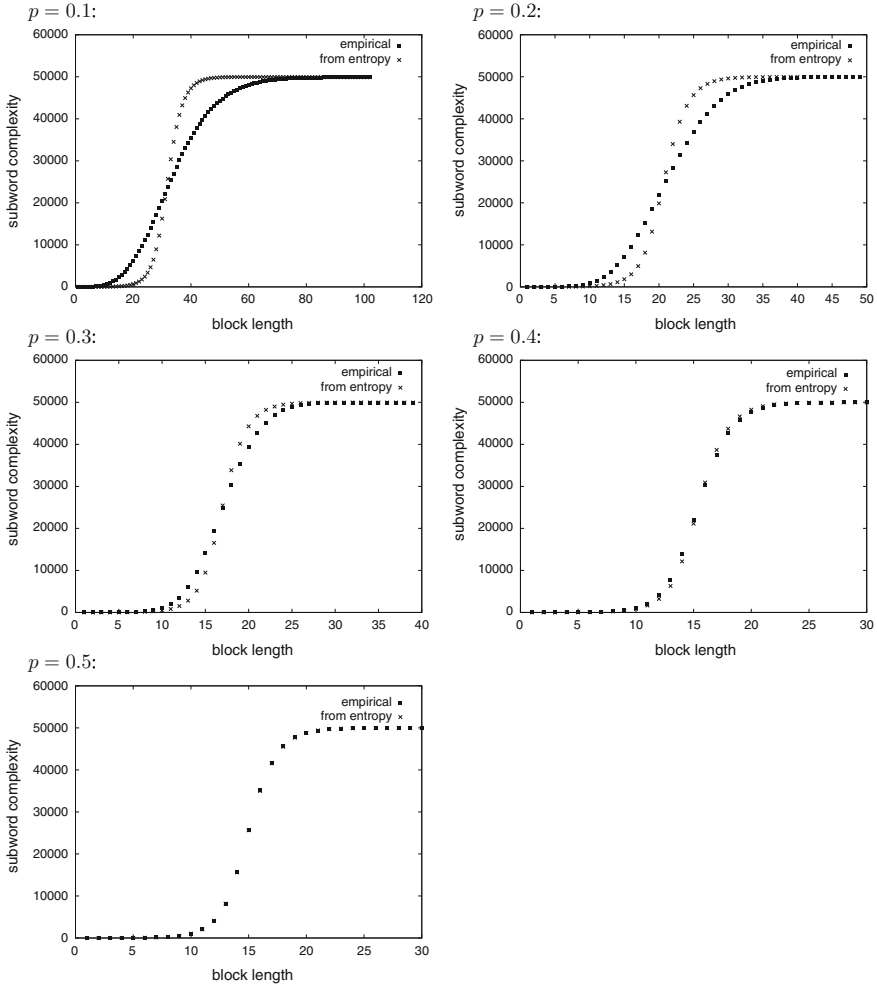 p = 0.1:
60000
50000
40000
30000
20000
10000
0
subword complexity
empirical
from entropy
0 20 40 60 80 100 120
block length
p = 0.2:
60000
50000
40000
30000
20000
10000
0
subword complexity
empirical
from entropy
0 5 10 15 20 25 30 35 40 45 50
block length
p = 0.3:
60000
50000
40000
30000
20000
10000
0
subword complexity
empirical
from entropy
0 5 10 15 20 25 30 35 40
block length
p = 0.4:
60000
50000
40000
30000
20000
10000
0
subword complexity
empirical
from entropy
0 5 10 15 20 25 30
block length
p = 0.5:
60000
50000
40000
30000
20000
10000
0
subword complexity
empirical
from entropy
0 5 10 15 20 25 30
block length